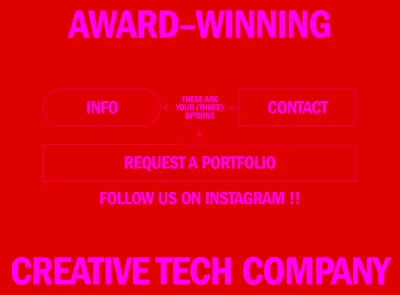 AWARD–WINNING
INFO
THESE ARE
YOUR (THREE)
OPTIONS
CONTACT
REQUEST A PORTFOLIO
FOLLOW US ON INSTAGRAM !!
CREATIVE TECH COMPANY